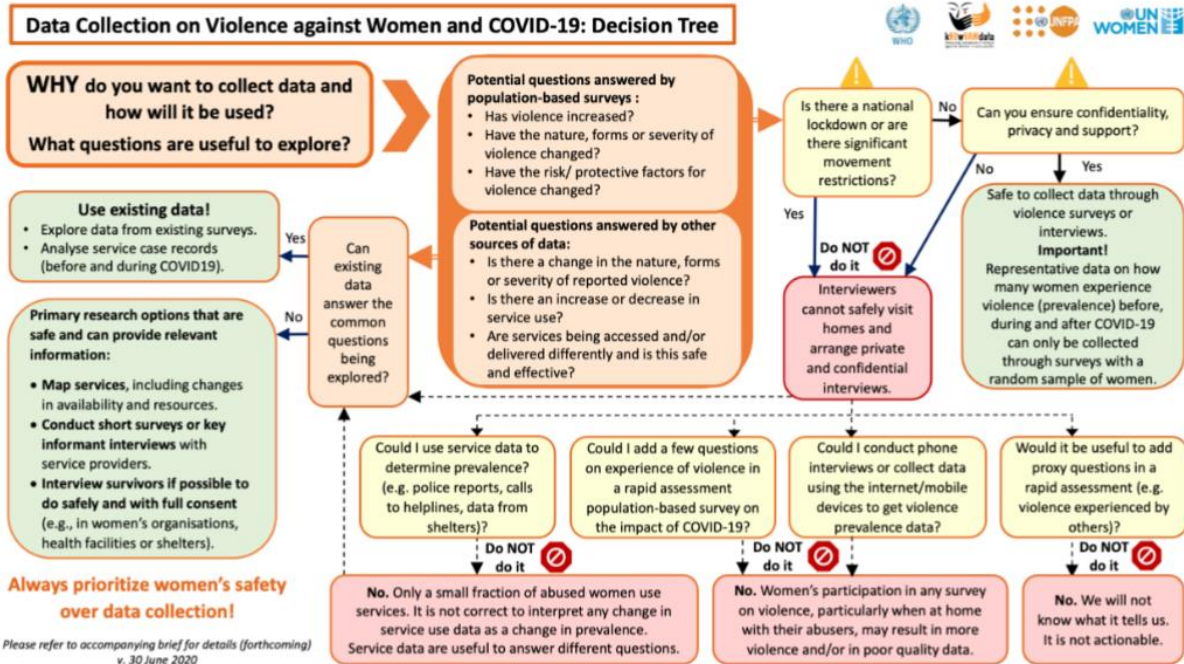 Data Collection on Violence against Women and COVID-19: Decision Tree
WHO
kNOwVAWdata
UNFPA
UN
WOMEN
WHY do you want to collect data and
how will it be used?
What questions are useful to explore?
Potential questions answered by
population-based surveys :
• Has violence increased?
• Have the nature, forms or severity of
violence changed?
• Have the risk/ protective factors for
violence changed?
Potential questions answered by other
sources of data:
• Is there a change in the nature, forms
or severity of reported violence?
• Is there an increase or decrease in
service use?
• Are services being accessed and/or
delivered differently and is this safe
and effective?
Is there a national
lockdown or are
there significant
movement
restrictions?
No
Can you ensure confidentiality,
privacy and support?
No
Yes
Yes
Safe to collect data through
violence surveys or
interviews.
Important!
Representative data on how
many women experience
violence (prevalence) before,
during and after COVID-19
can only be collected
through surveys with a
random sample of women.
Do NOT
do it
Interviewers
cannot safely visit
homes and
arrange private
and confidential
interviews.
Can
existing
data
answer the
common
questions
being
explored?
Yes
Use existing data!
• Explore data from existing surveys.
• Analyse service case records
(before and during COVID19).
No
Primary research options that are
safe and can provide relevant
information:
• Map services, including changes
in availability and resources.
• Conduct short surveys or key
informant interviews with
service providers.
• Interview survivors if possible to
do safely and with full consent
(e.g., in women's organisations,
health facilities or shelters).
Could I use service data to
determine prevalence?
(e.g. police reports, calls
to helplines, data from
shelters)?
Could I add a few questions
on experience of violence in
a rapid assessment
population-based survey on
the impact of COVID-19?
Could I conduct phone
interviews or collect data
using the internet/mobile
devices to get violence
prevalence data?
Would it be useful to add
proxy questions in a
rapid assessment (e.g.
violence experienced by
others)?
Do NOT
do it
Do NOT
do it
Do NOT
do it
No. Only a small fraction of abused women use
services. It is not correct to interpret any change in
service use data as a change in prevalence.
Service data are useful to answer different questions.
No. Women's participation in any survey
on violence, particularly when at home
with their abusers, may result in more
violence and/or in poor quality data.
No. We will not
know what it tells us.
It is not actionable.
Always prioritize women's safety
over data collection!
Please refer to accompanying brief for details (forthcoming)
v. 30 June 2020